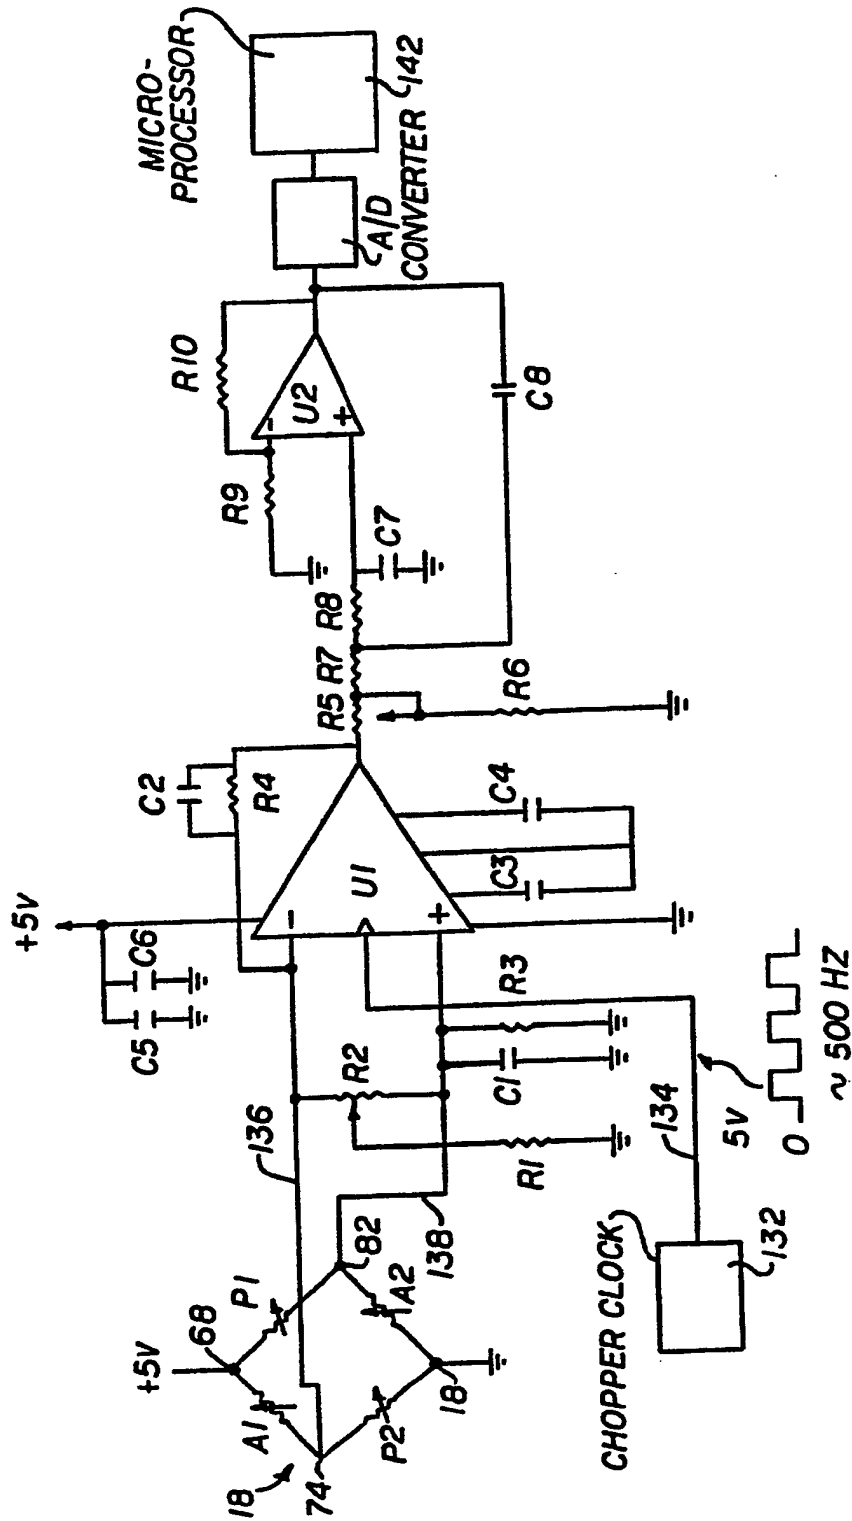 MICRO-
PROCESSOR
142
A/D
CONVERTER
R10
U2
-
+
C8
R9
C7
R8
R7
R5
R6
C2
R4
C4
C3
U1
-
+
+5V
C6
C5
R3
R2
C1
R1
136
138
134
5V
0
~ 500 HZ
CHOPPER CLOCK
132
82
P1
A2
68
+5V
A1
P2
18
18
74